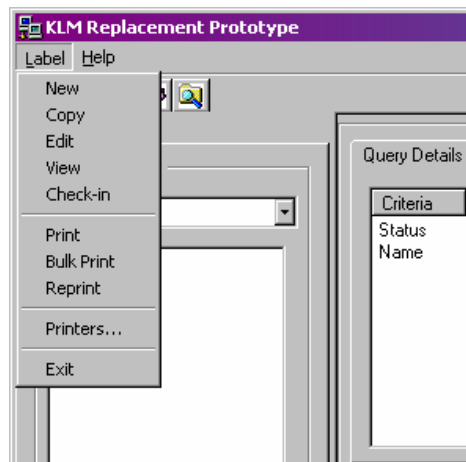 KLM Replacement Prototype
Label Help
New
Copy
Edit
View
Check-in
Print
Bulk Print
Reprint
Printers...
Exit
Query Details
Criteria
Status
Name